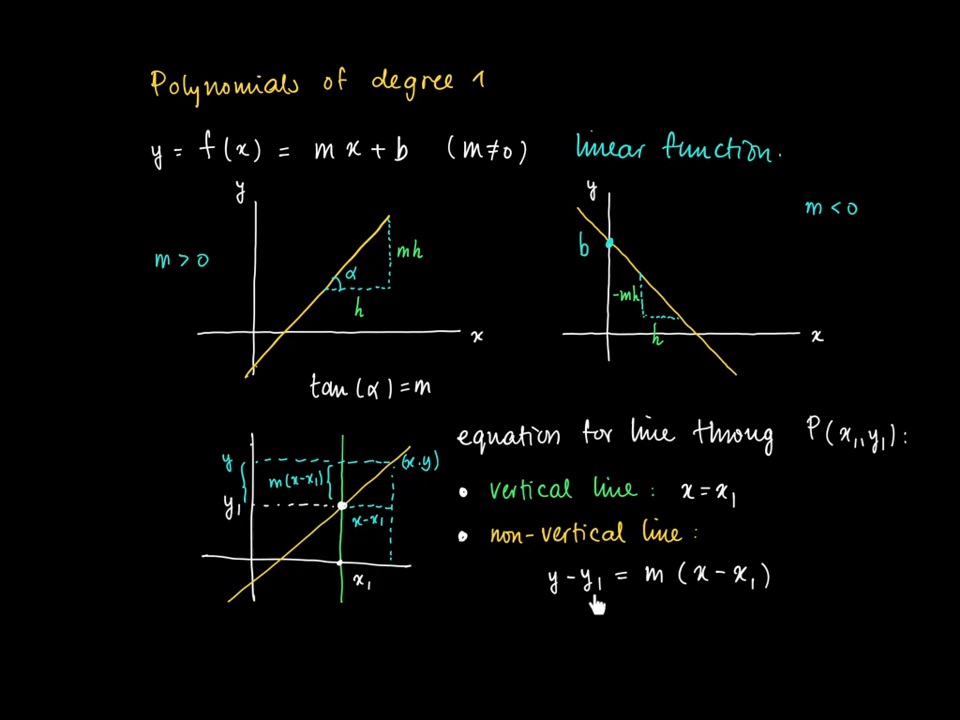 Polynomials of degree 1
y = f(x) = mx + b (m≠0) linear function.
y
m > 0
α
mh
h
x
tan(α) = m
y
m < 0
b
-mh
h
x
equation for line throung P(x₁,y₁):
• vertical line: x = x₁
• non-vertical line:
y - y₁ = m (x - x₁)
y
m(x-x₁)
(x.y)
y₁
x-x₁
x₁